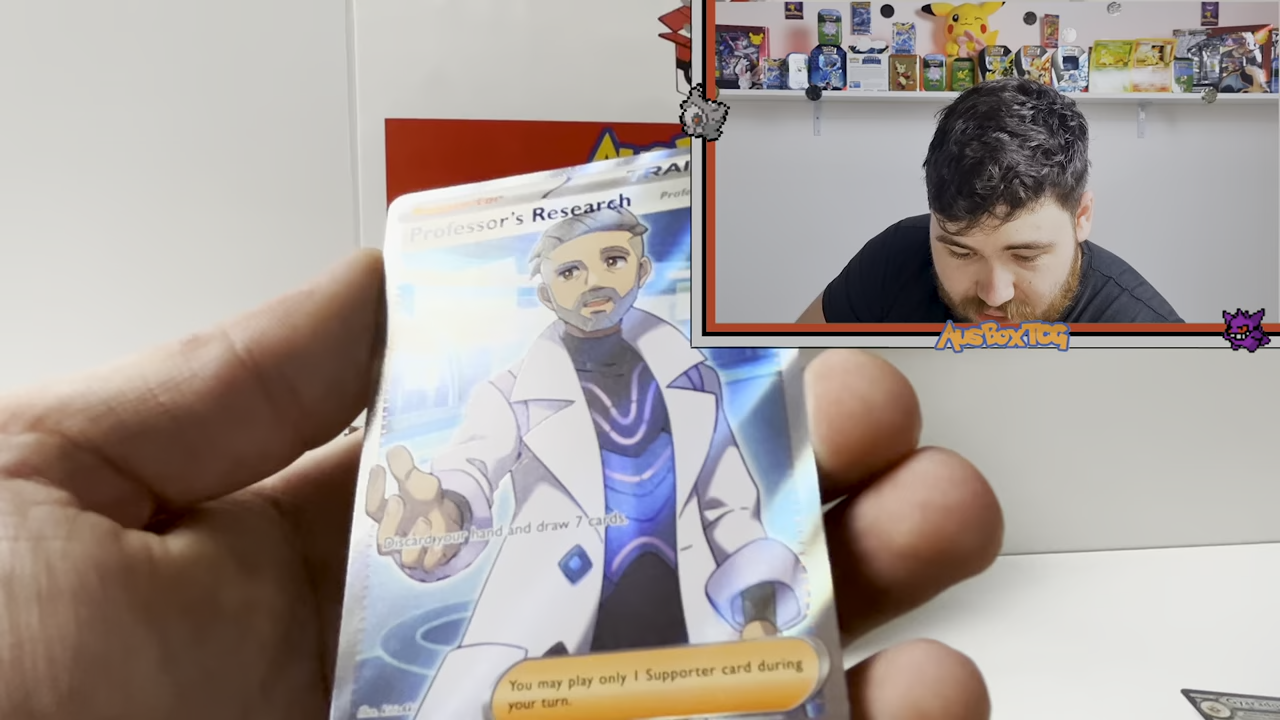 TRAI
Professor's Research
Profe
Discard your hand and draw 7 cards.
You may play only 1 Supporter card during
your turn.
AusBoxTCG